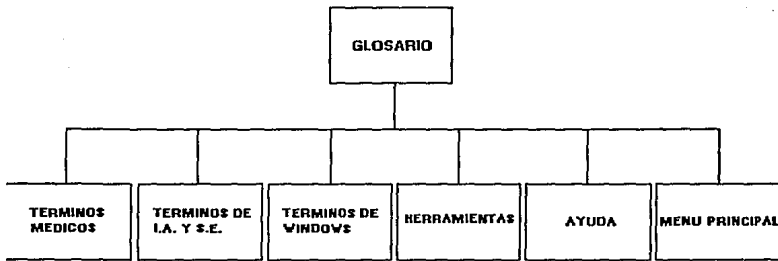 GLOSARIO
TERMINOS
MEDICOS
TERMINOS DE
I.A. Y S.E.
TERMINOS DE
WINDOWS
HERRAMIENTAS
AYUDA
MENU PRINCIPAL